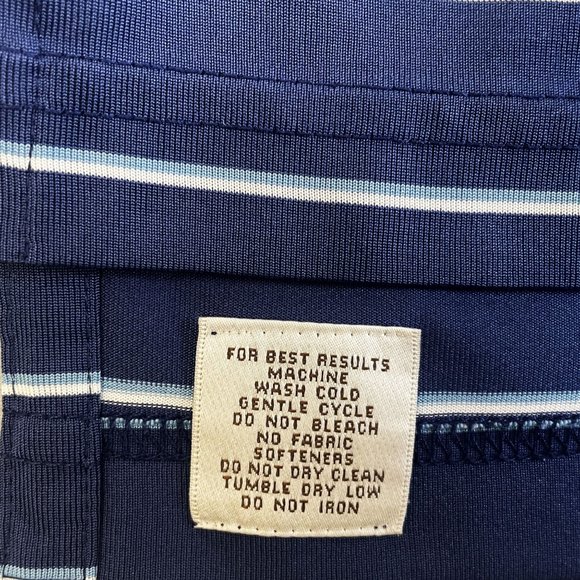 FOR BEST RESULTS
MACHINE
WASH COLD
GENTLE CYCLE
DO NOT BLEACH
NO FABRIC
SOFTENERS
DO NOT DRY CLEAN
TUMBLE DRY LOW
DO NOT IRON